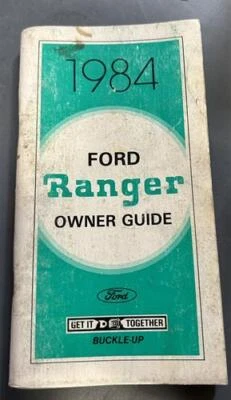 1984
FORD
Ranger
OWNER GUIDE
Ford
GET IT TOGETHER
BUCKLE-UP